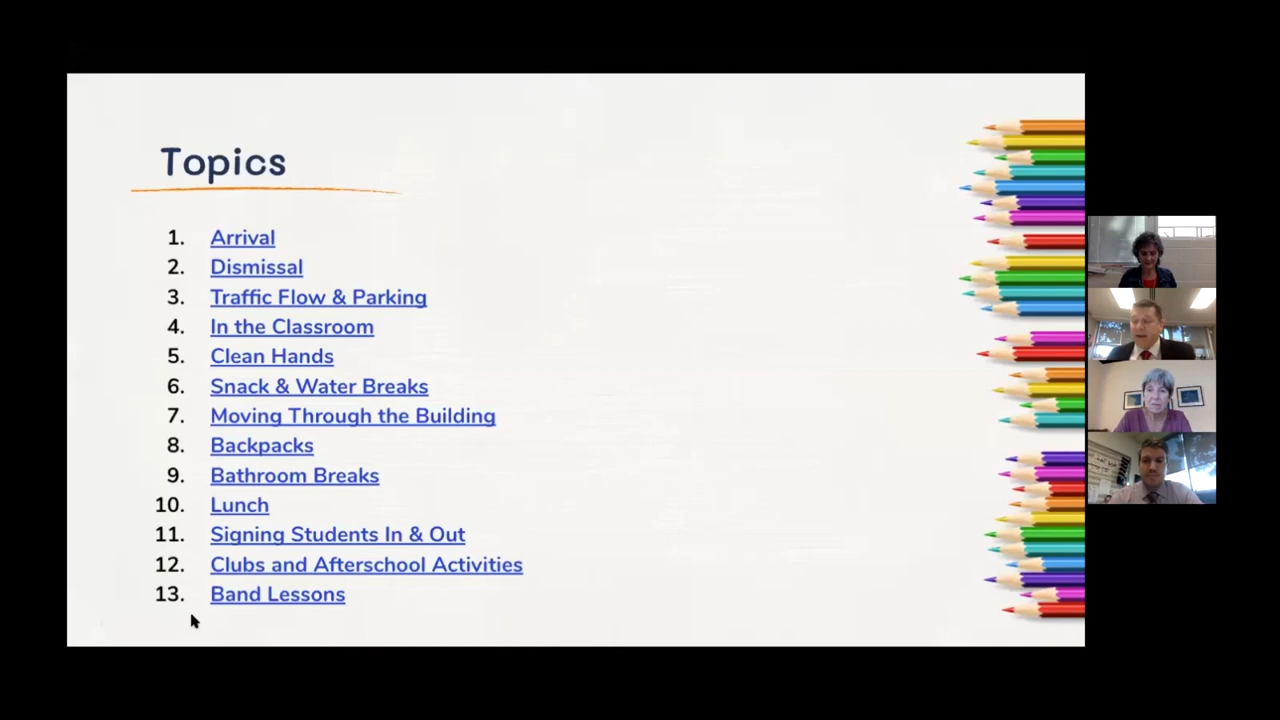 Topics
1. Arrival
2. Dismissal
3. Traffic Flow & Parking
4. In the Classroom
5. Clean Hands
6. Snack & Water Breaks
7. Moving Through the Building
8. Backpacks
9. Bathroom Breaks
10. Lunch
11. Signing Students In & Out
12. Clubs and Afterschool Activities
13. Band Lessons